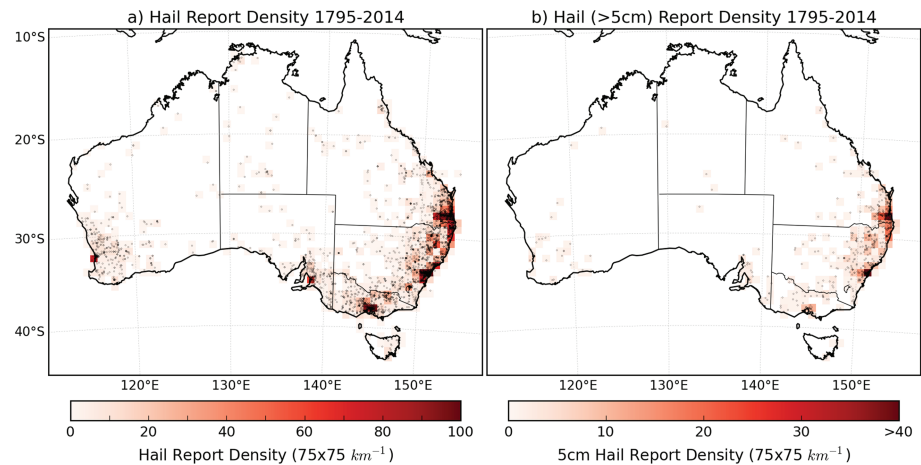 a) Hail Report Density 1795-2014
b) Hail (>5cm) Report Density 1795-2014
10°S
20°S
30°S
40°S
120°E 130°E 140°E 150°E
120°E 130°E 140°E 150°E
0 20 40 60 80 100
0 10 20 30 >40
Hail Report Density (75x75 km⁻¹)
5cm Hail Report Density (75x75 km⁻¹)